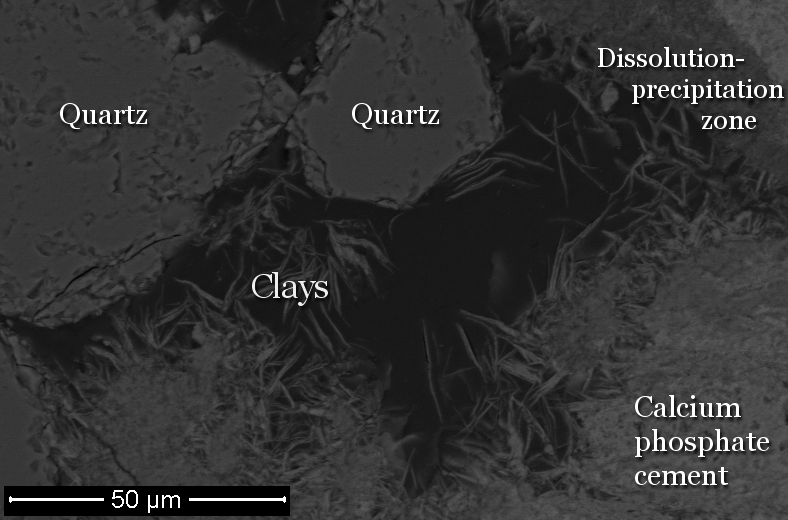 Quartz
Quartz
Dissolution-
precipitation
zone
Clays
Calcium
phosphate
cement
50 µm